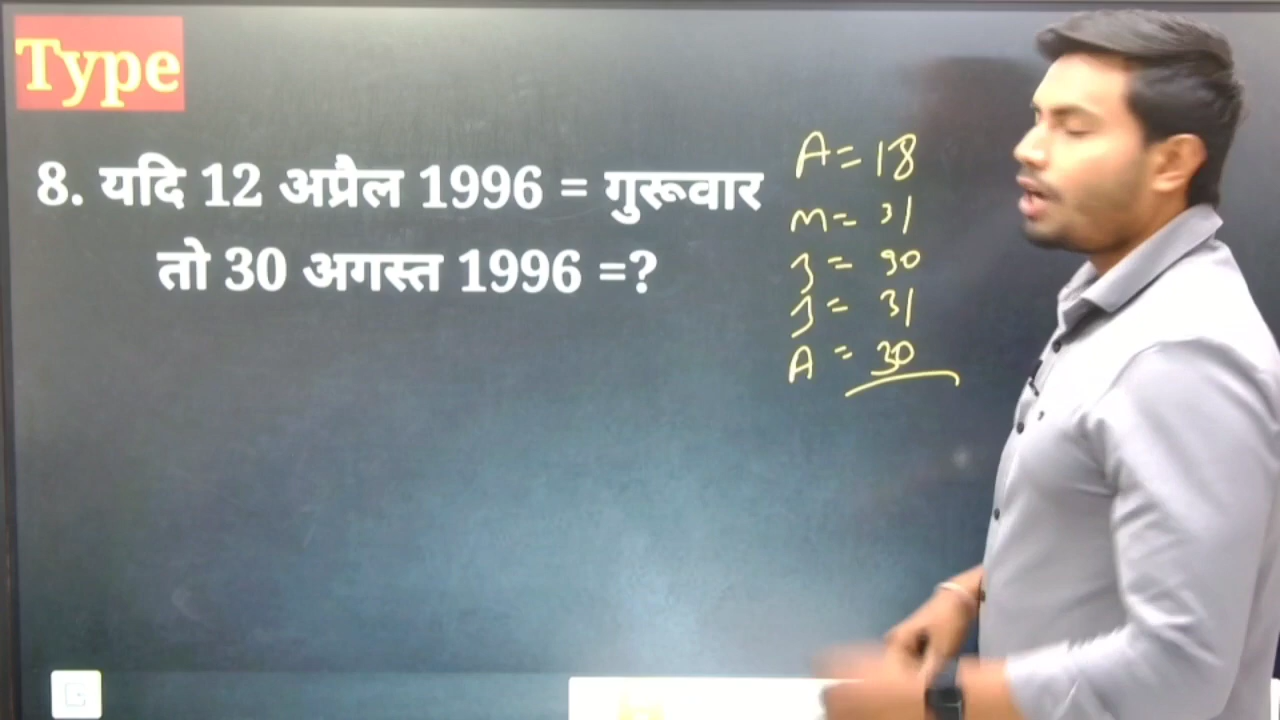 Type
8. यदि 12 अप्रैल 1996 = गुरूवार
तो 30 अगस्त 1996 =?
A = 18
M = 31
J = 30
J = 31
A = 30